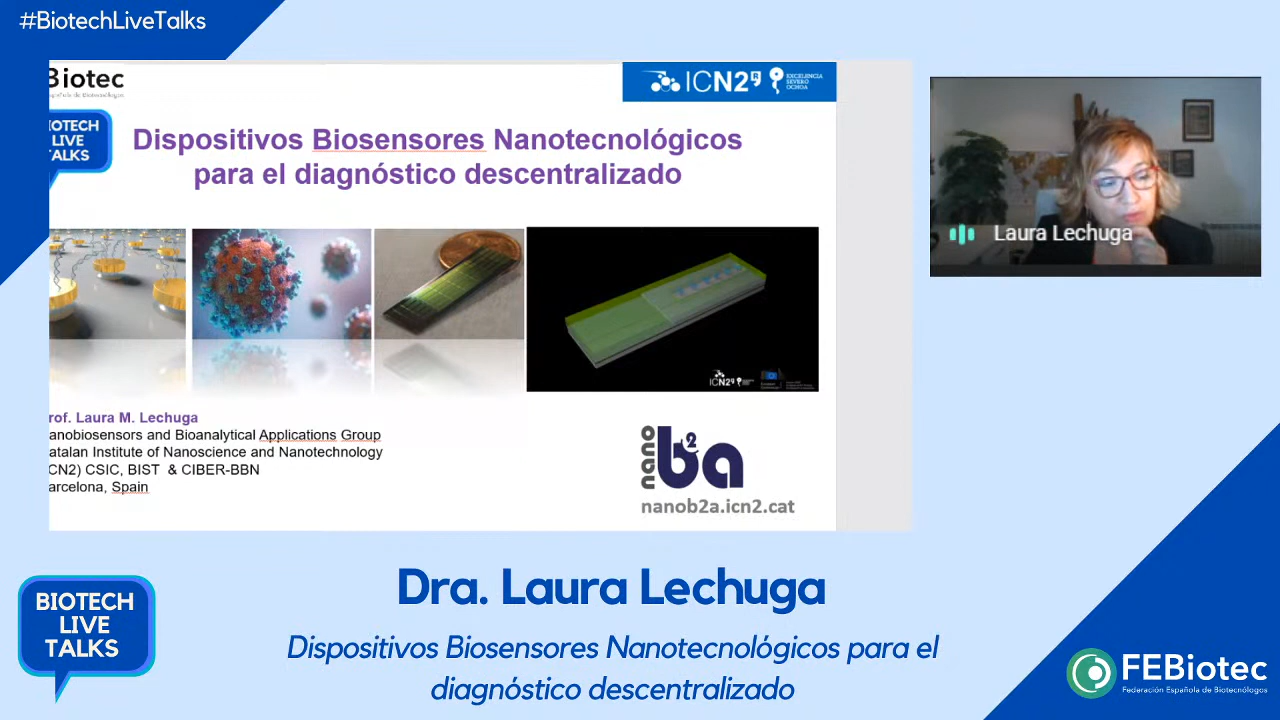 #BiotechLiveTalks
Biotec
ICN2
EXCELENCIA
SEVERO
OCHOA
IOTECH
LIVE
TALKS
Dispositivos Biosensores Nanotecnológicos
para el diagnóstico descentralizado
Laura Lechuga
ICN2
rof. Laura M. Lechuga
anobiosensors and Bioanalytical Applications Group
atalan Institute of Nanoscience and Nanotechnology
CN2) CSIC, BIST & CIBER-BBN
arcelona, Spain
nano
b2a
nanob2a.icn2.cat
Dra. Laura Lechuga
Dispositivos Biosensores Nanotecnológicos para el
diagnóstico descentralizado
BIOTECH
LIVE
TALKS
FEBiotec
Federación Española de Biotecnólogos